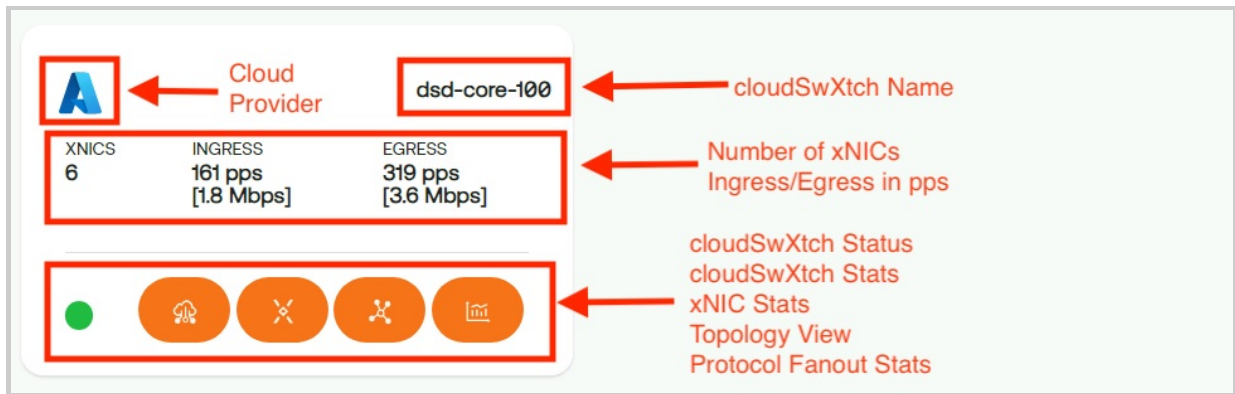 Cloud
Provider
dsd-core-100
cloudSwXtch Name
XNICS INGRESS EGRESS
6 161 pps 319 pps
[1.8 Mbps] [3.6 Mbps]
Number of xNICs
Ingress/Egress in pps
cloudSwXtch Status
cloudSwXtch Stats
xNIC Stats
Topology View
Protocol Fanout Stats